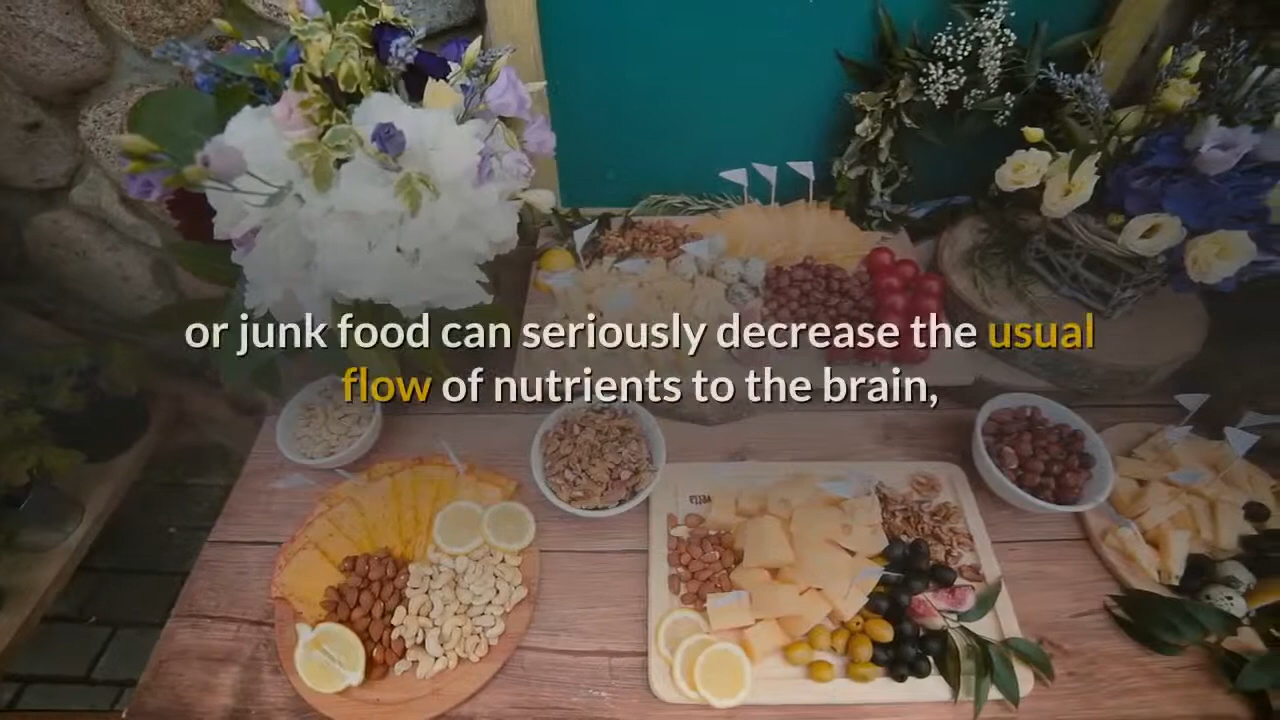 or junk food can seriously decrease the usual
flow of nutrients to the brain,